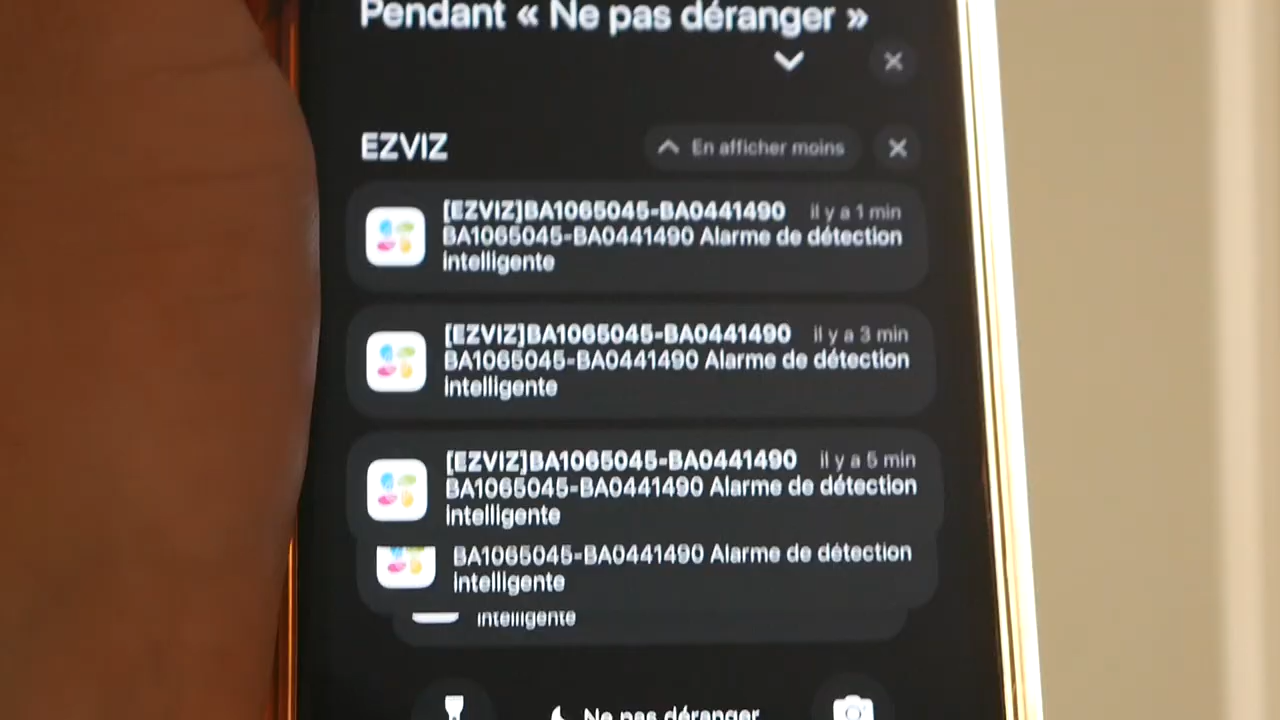 Pendant « Ne pas déranger »
EZVIZ
En afficher moins
[EZVIZ]BA1065045-BA0441490 il y a 1 min
BA1065045-BA0441490 Alarme de détection
intelligente
[EZVIZ]BA1065045-BA0441490 il y a 3 min
BA1065045-BA0441490 Alarme de détection
intelligente
[EZVIZ]BA1065045-BA0441490 il y a 5 min
BA1065045-BA0441490 Alarme de détection
intelligente
BA1065045-BA0441490 Alarme de détection
intelligente
intelligente
Ne pas déranger